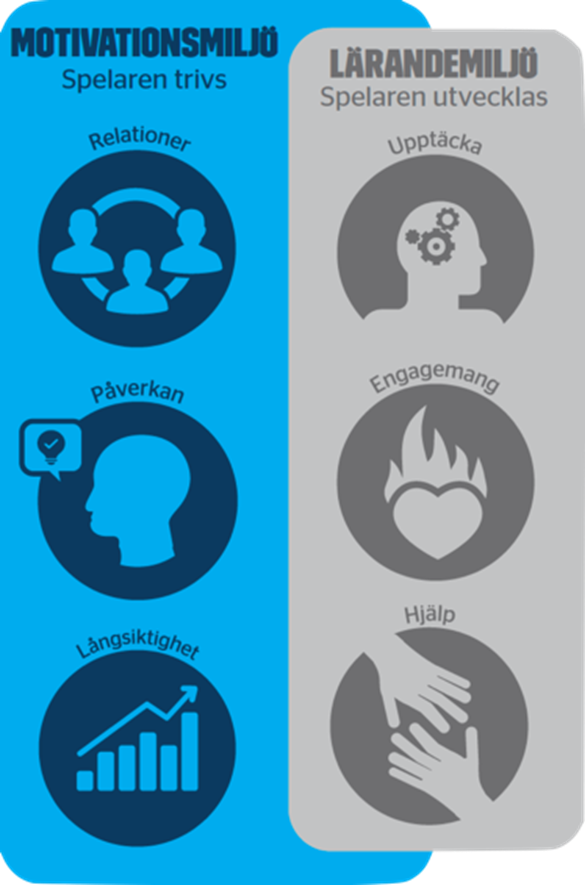 MOTIVATIONSMILJÖ
Spelaren trivs
Relationer
Påverkan
Långsiktighet
LÄRANDEMILJÖ
Spelaren utvecklas
Upptäcka
Engagemang
Hjälp